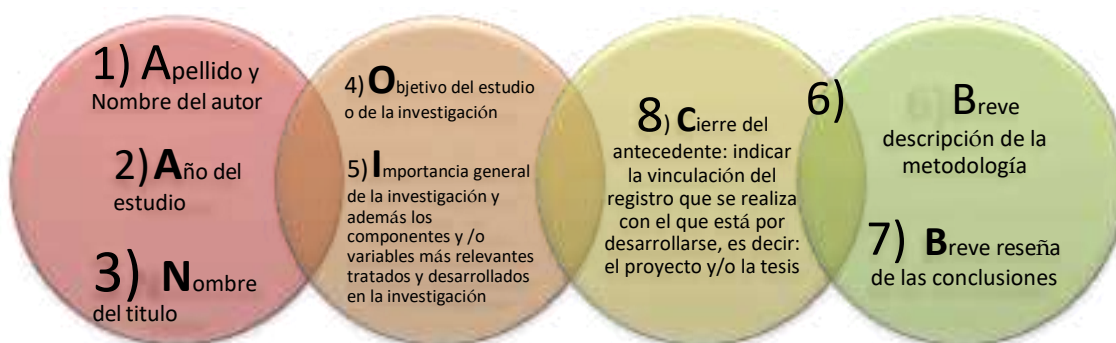 1) Apellido y
Nombre del autor
2) Año del
estudio
3) Nombre
del titulo
4) Objetivo del estudio
o de la investigación
5) Importancia general
de la investigación y
además los
componentes y /o
variables más relevantes
tratados y desarrollados
en la investigación
8) Cierre del
antecedente: indicar
la vinculación del
registro que se realiza
con el que está por
desarrollarse, es decir:
el proyecto y/o la tesis
6) Breve
descripción de la
metodología
7) Breve reseña
de las conclusiones